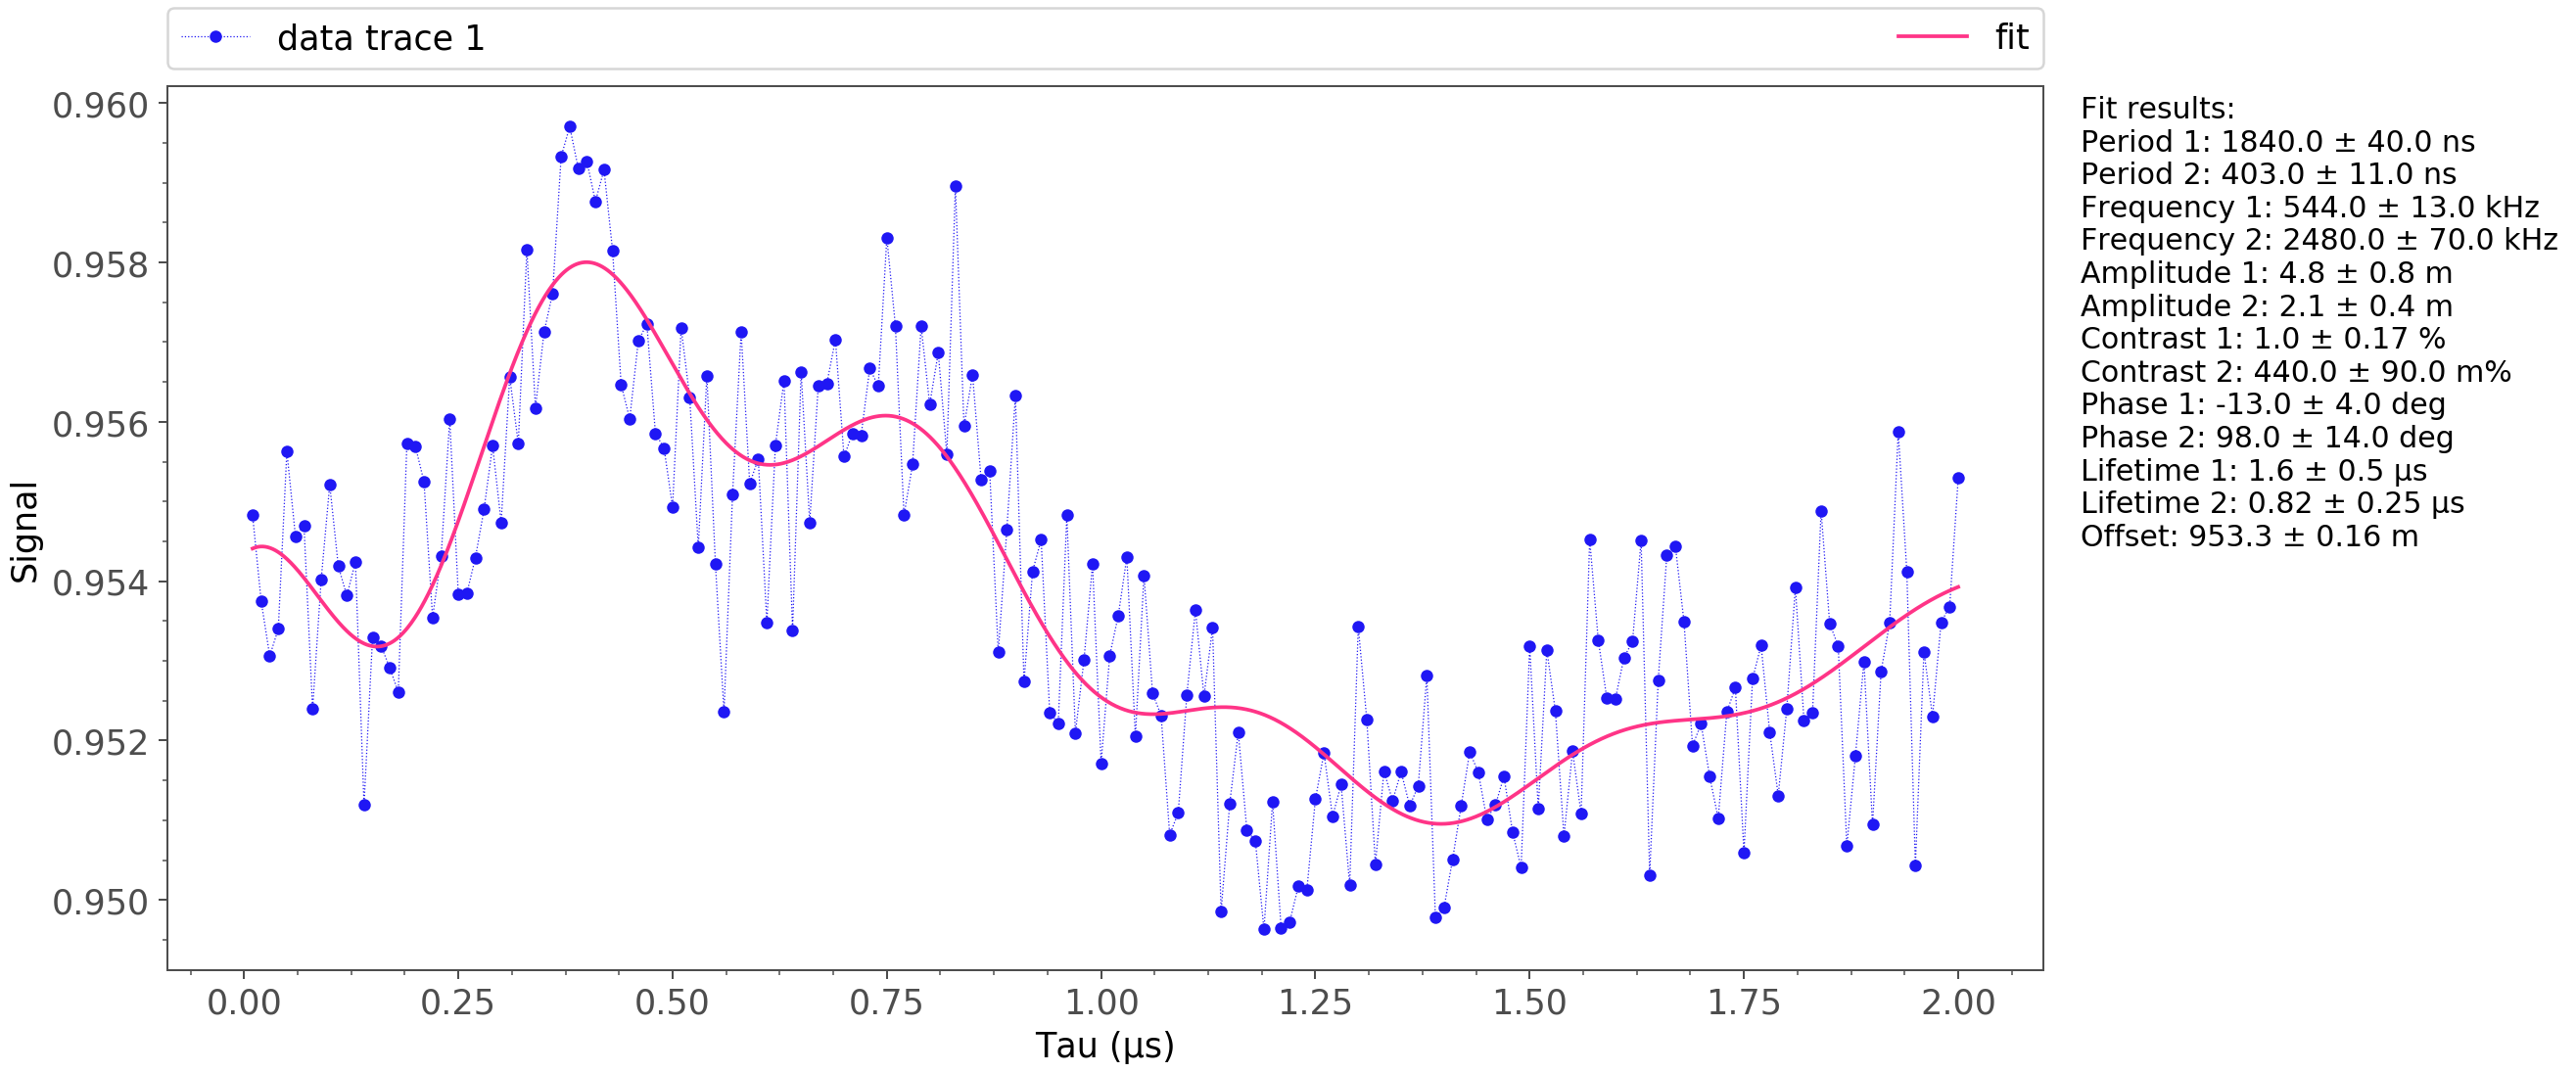 data trace 1
fit
0.960
0.958
0.956
0.954
0.952
0.950
Signal
0.00 0.25 0.50 0.75 1.00 1.25 1.50 1.75 2.00
Tau (µs)
Fit results:
Period 1: 1840.0 ± 40.0 ns
Period 2: 403.0 ± 11.0 ns
Frequency 1: 544.0 ± 13.0 kHz
Frequency 2: 2480.0 ± 70.0 kHz
Amplitude 1: 4.8 ± 0.8 m
Amplitude 2: 2.1 ± 0.4 m
Contrast 1: 1.0 ± 0.17 %
Contrast 2: 440.0 ± 90.0 m%
Phase 1: -13.0 ± 4.0 deg
Phase 2: 98.0 ± 14.0 deg
Lifetime 1: 1.6 ± 0.5 µs
Lifetime 2: 0.82 ± 0.25 µs
Offset: 953.3 ± 0.16 m